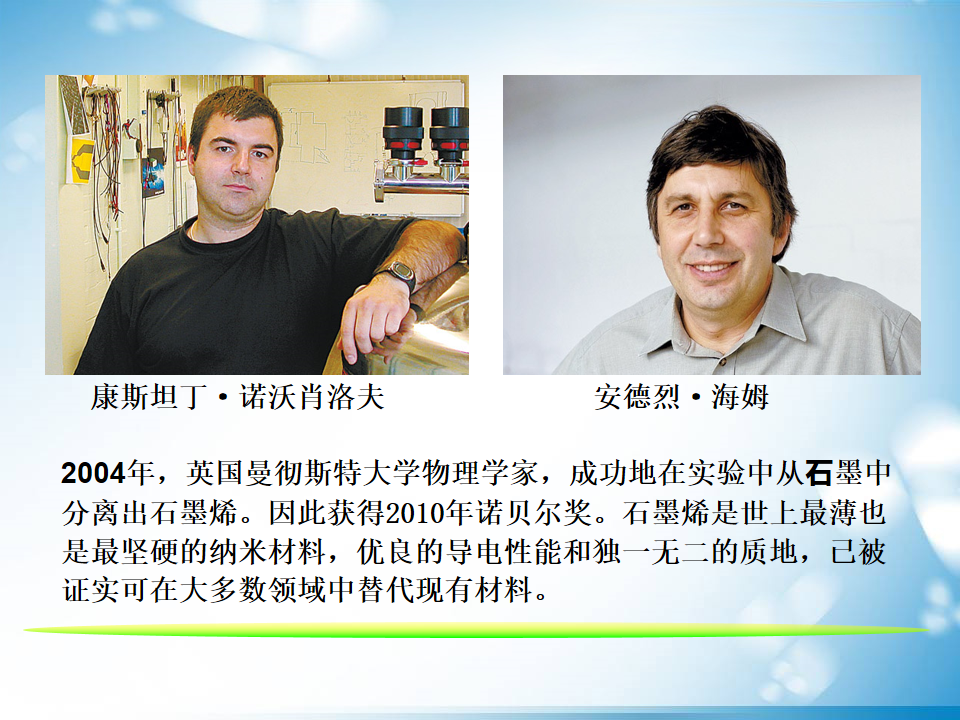 康斯坦丁·诺沃肖洛夫
安德烈·海姆
2004年，英国曼彻斯特大学物理学家，成功地在实验中从石墨中
分离出石墨烯。因此获得2010年诺贝尔奖。石墨烯是世上最薄也
是最坚硬的纳米材料，优良的导电性能和独一无二的质地，已被
证实可在大多数领域中替代现有材料。